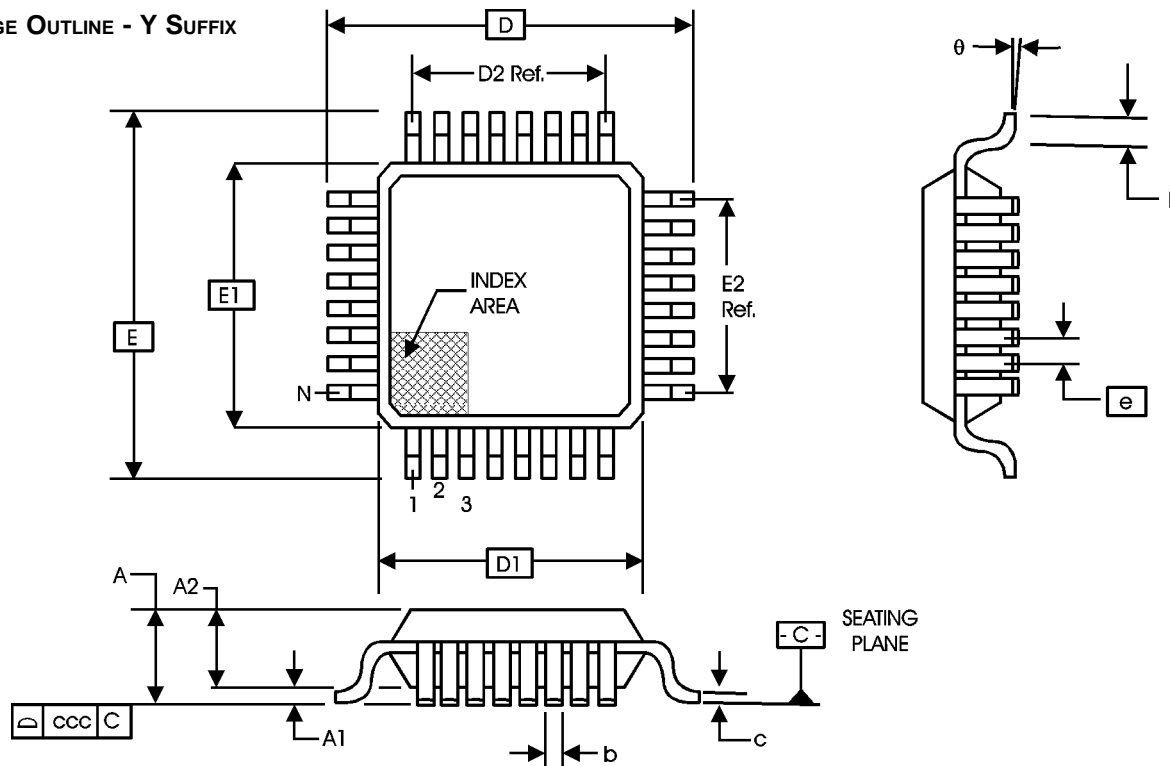 GE OUTLINE - Y SUFFIX
D
D2 Ref.
θ
E1
E
INDEX
AREA
E2
Ref.
N
e
1
2
3
D1
A
A2
- C -
SEATING
PLANE
ccc C
A1
b
c